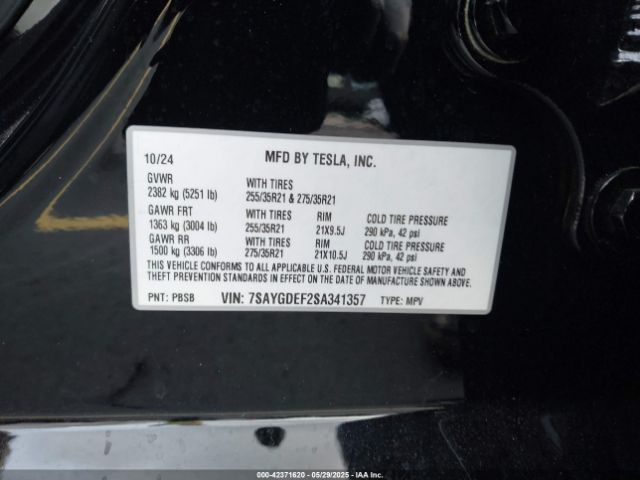 10/24 MFD BY TESLA, INC.
GVWR WITH TIRES
2382 kg (5251 lb) 255/35R21 & 275/35R21
GAWR FRT WITH TIRES RIM COLD TIRE PRESSURE
1363 kg (3004 lb) 255/35R21 21X9.5J 290 kPa, 42 psi
GAWR RR WITH TIRES RIM COLD TIRE PRESSURE
1500 kg (3306 lb) 275/35R21 21X10.5J 290 kPa, 42 psi
THIS VEHICLE CONFORMS TO ALL APPLICABLE U.S. FEDERAL MOTOR VEHICLE SAFETY AND
THEFT PREVENTION STANDARDS IN EFFECT ON THE DATE OF MANUFACTURE SHOWN ABOVE.
PNT: PBSB VIN: 7SAYGDEF2SA341357 TYPE: MPV
000-42371620 05/29/2025 IAA Inc.